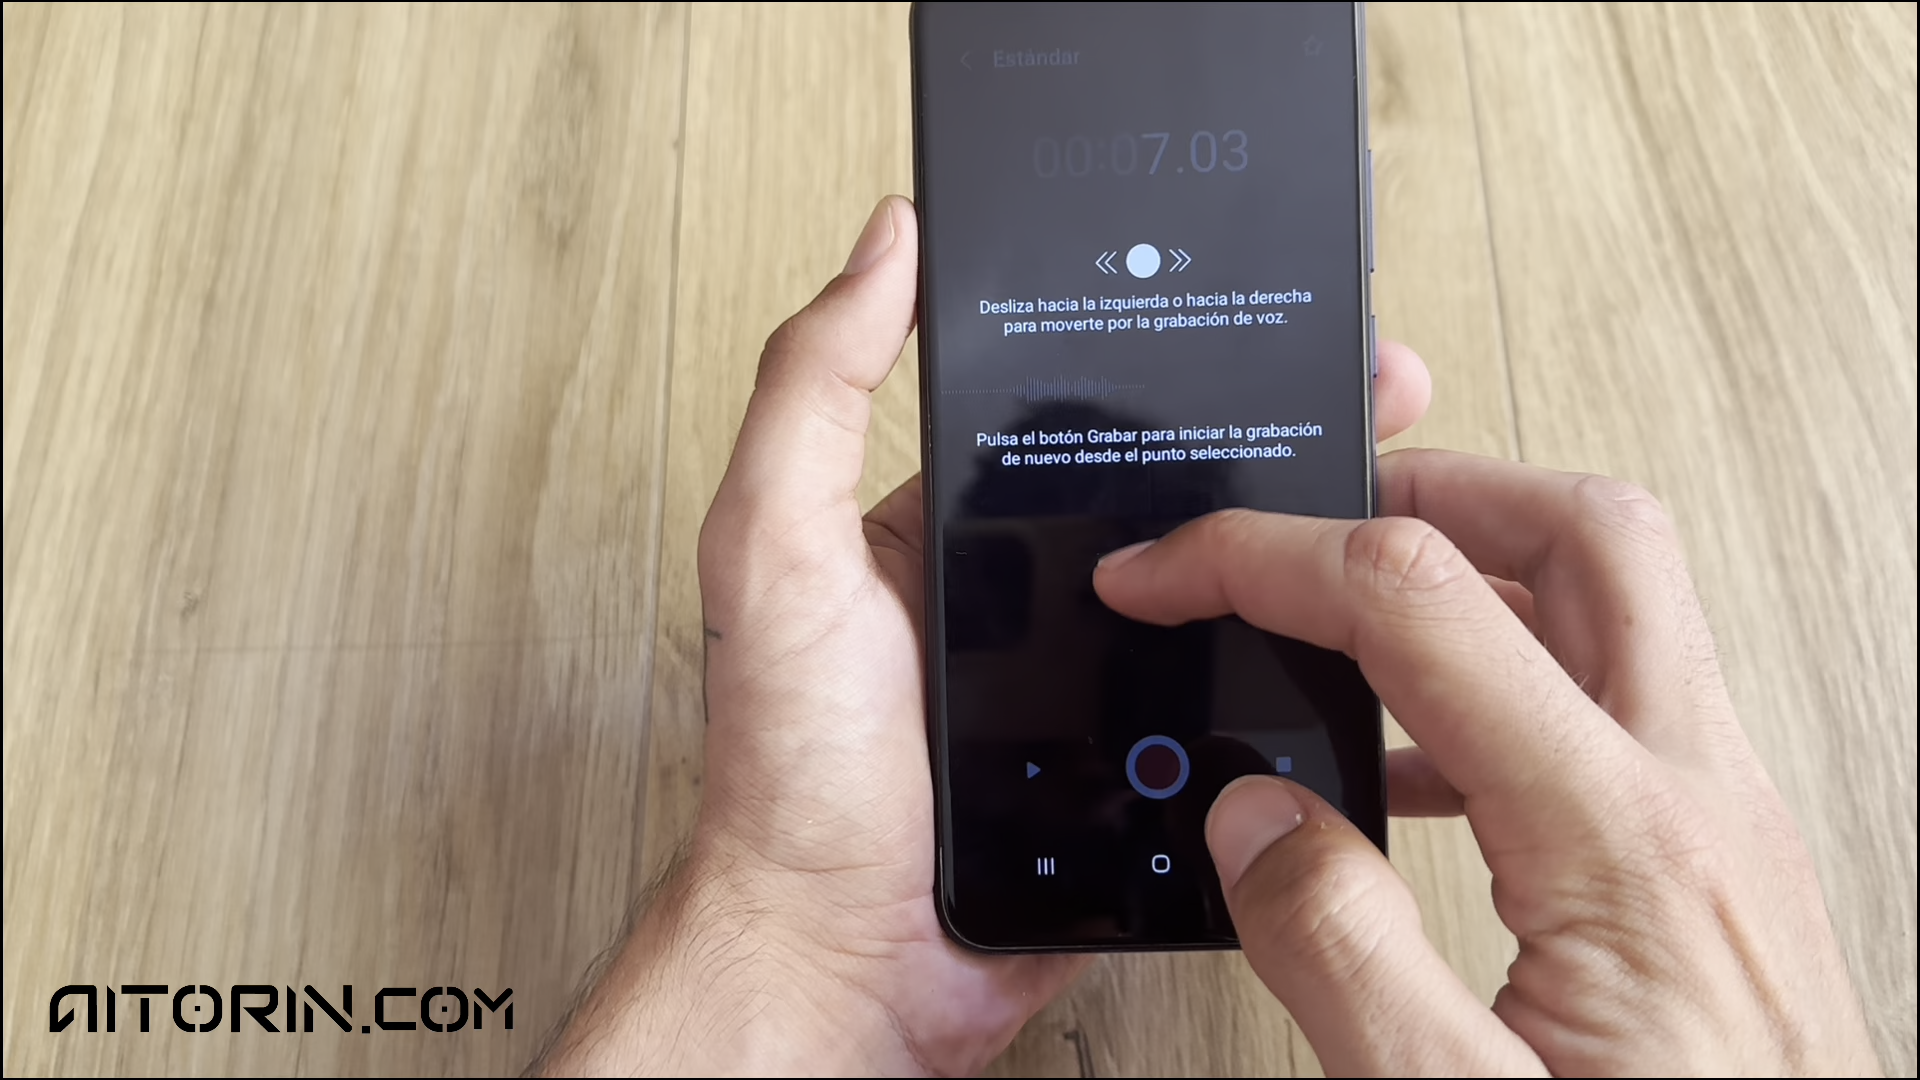 Estándar
00:07.03
Desliza hacia la izquierda o hacia la derecha
para moverte por la grabación de voz.
Pulsa el botón Grabar para iniciar la grabación
de nuevo desde el punto seleccionado.
AITORIN.COM